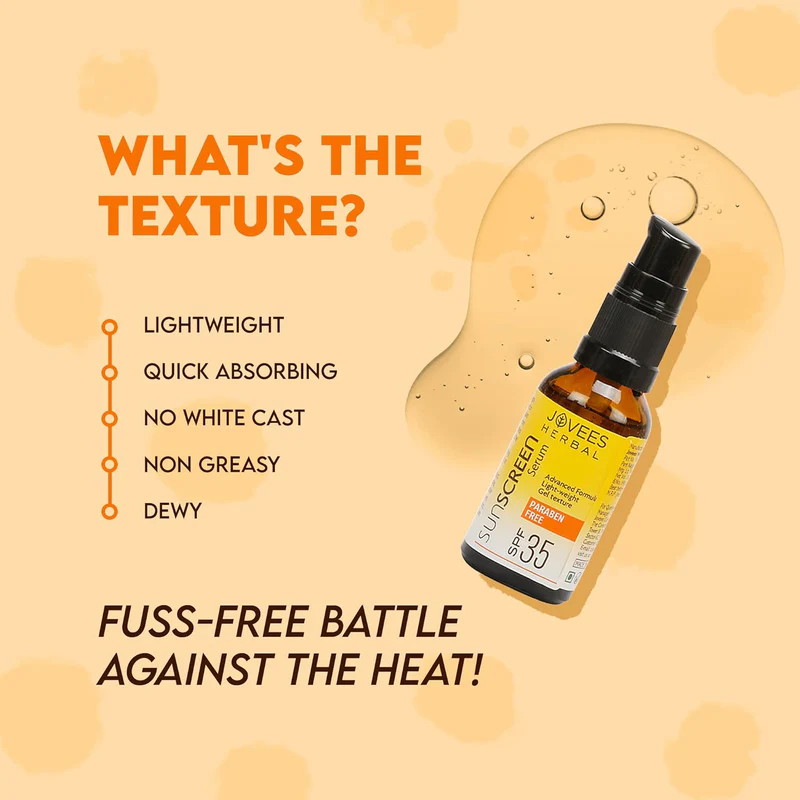 WHAT'S THE
TEXTURE?
LIGHTWEIGHT
QUICK ABSORBING
NO WHITE CAST
NON GREASY
DEWY
JOVEES
HERBAL
SUNSCREEN
Serum
Advanced Formula
Light-weight
Gel texture
PARABEN
FREE
SPF 35
FUSS-FREE BATTLE
AGAINST THE HEAT!